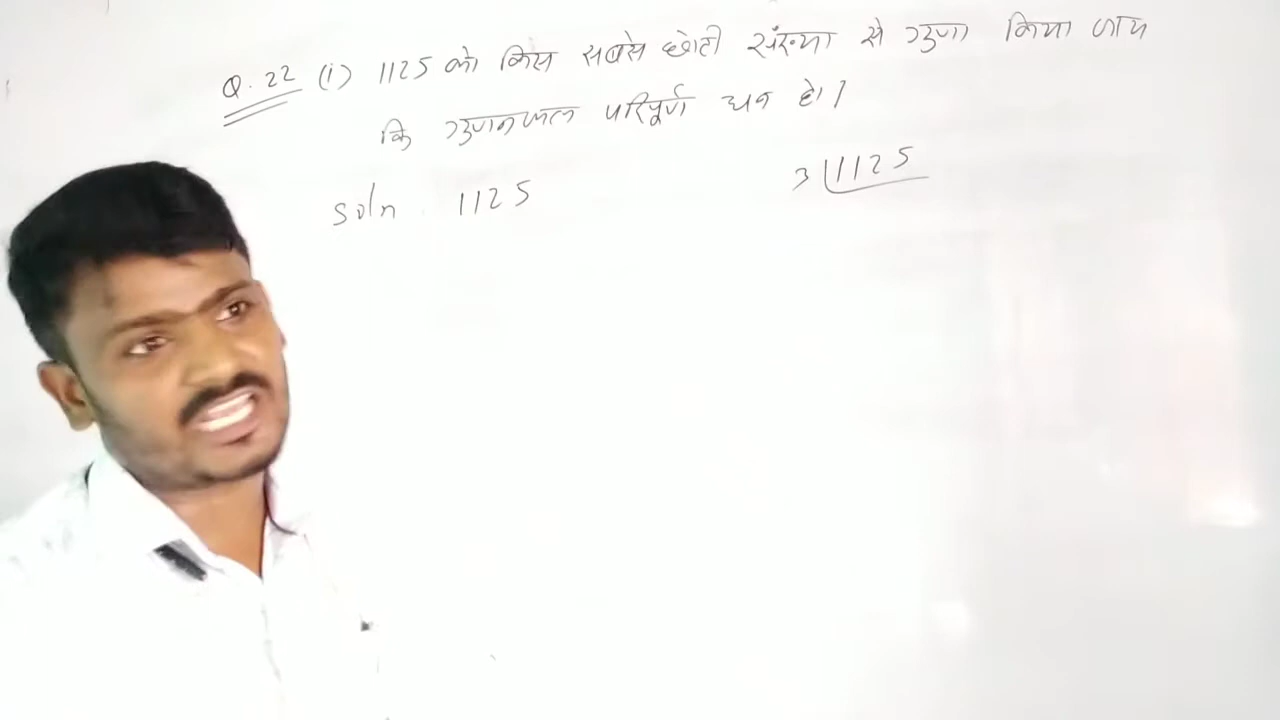 Q. 22 (i) 1125 को किस सबसे छोटी संख्या से गुणा किया जाय
कि गुणनफल परिपूर्ण घन हो।
Soln. 1125
3 | 1125